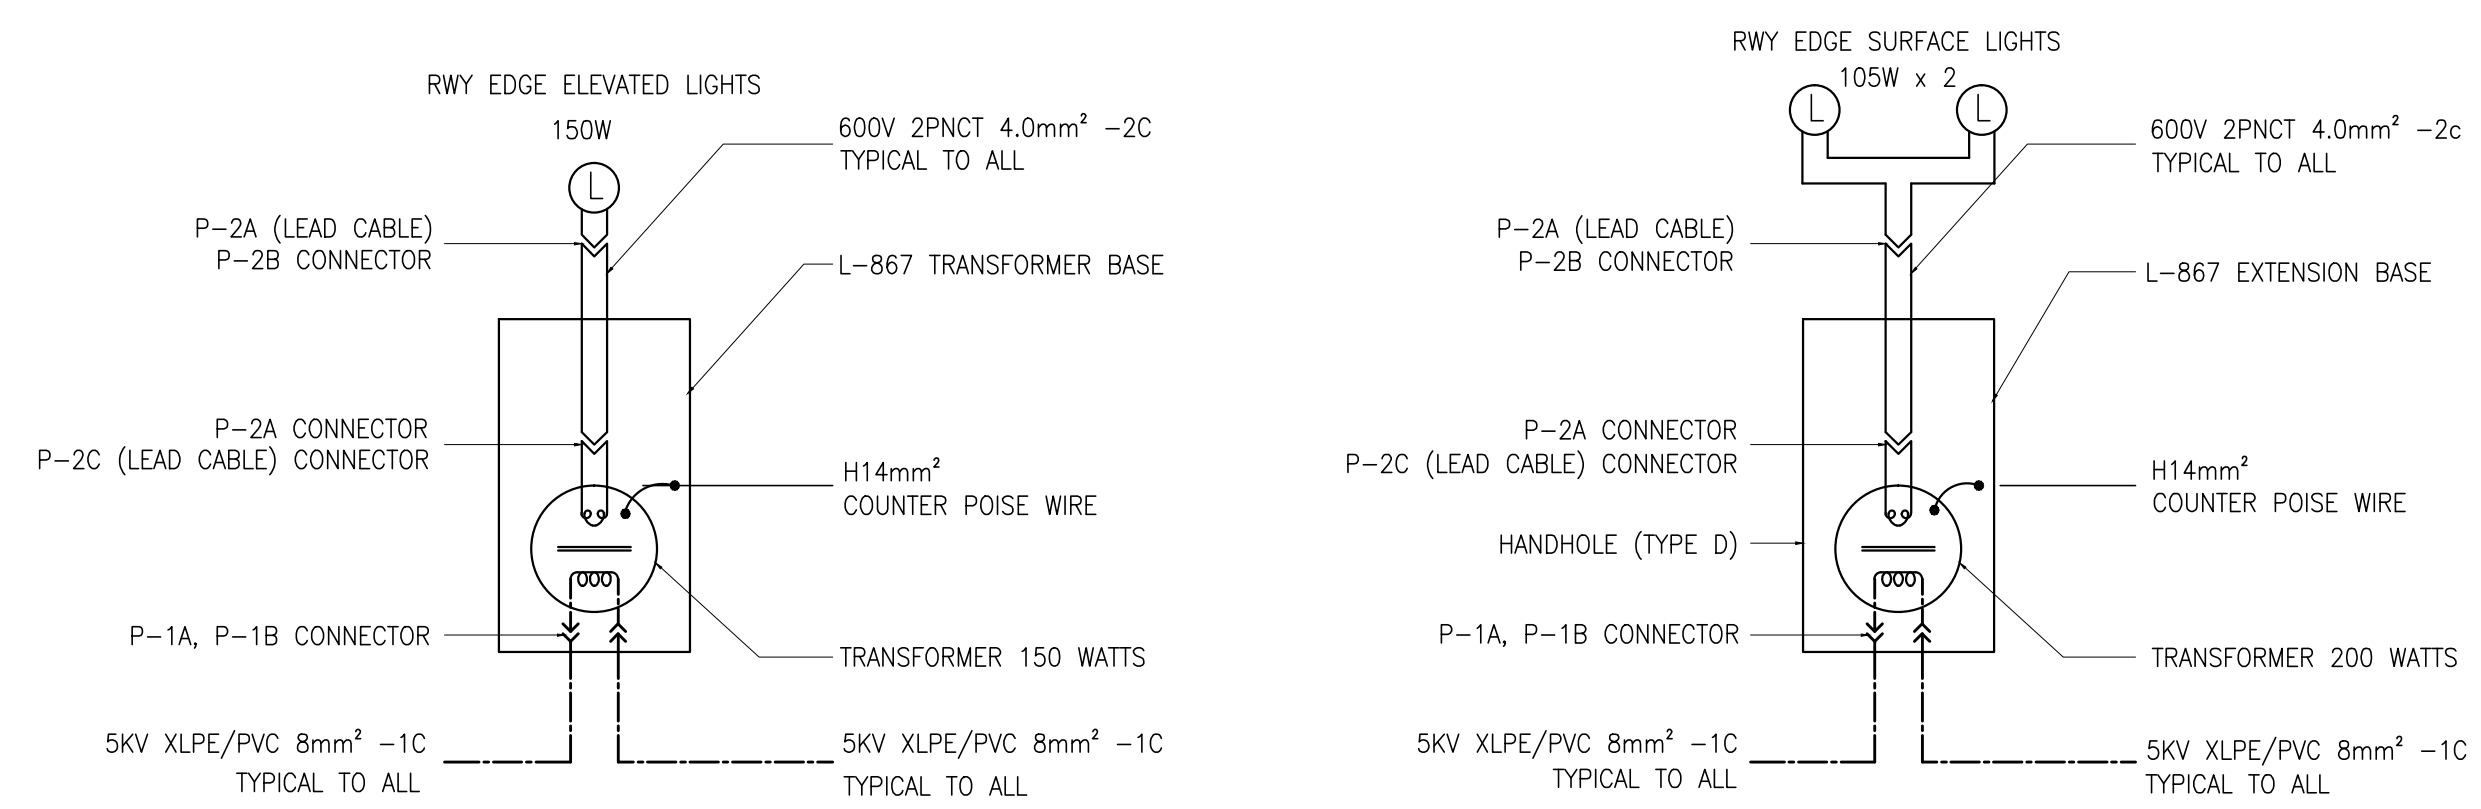 RWY EDGE ELEVATED LIGHTS
150W
L
600V 2PNCT 4.0mm² -2C
TYPICAL TO ALL
P-2A (LEAD CABLE)
P-2B CONNECTOR
L-867 TRANSFORMER BASE
P-2A CONNECTOR
P-2C (LEAD CABLE) CONNECTOR
H14mm²
COUNTER POISE WIRE
P-1A, P-1B CONNECTOR
TRANSFORMER 150 WATTS
5KV XLPE/PVC 8mm² -1C
TYPICAL TO ALL
5KV XLPE/PVC 8mm² -1C
TYPICAL TO ALL
RWY EDGE SURFACE LIGHTS
105W x 2
L
L
600V 2PNCT 4.0mm² -2c
TYPICAL TO ALL
P-2A (LEAD CABLE)
P-2B CONNECTOR
L-867 EXTENSION BASE
P-2A CONNECTOR
P-2C (LEAD CABLE) CONNECTOR
H14mm²
COUNTER POISE WIRE
HANDHOLE (TYPE D)
P-1A, P-1B CONNECTOR
TRANSFORMER 200 WATTS
5KV XLPE/PVC 8mm² -1C
TYPICAL TO ALL
5KV XLPE/PVC 8mm² -1C
TYPICAL TO ALL